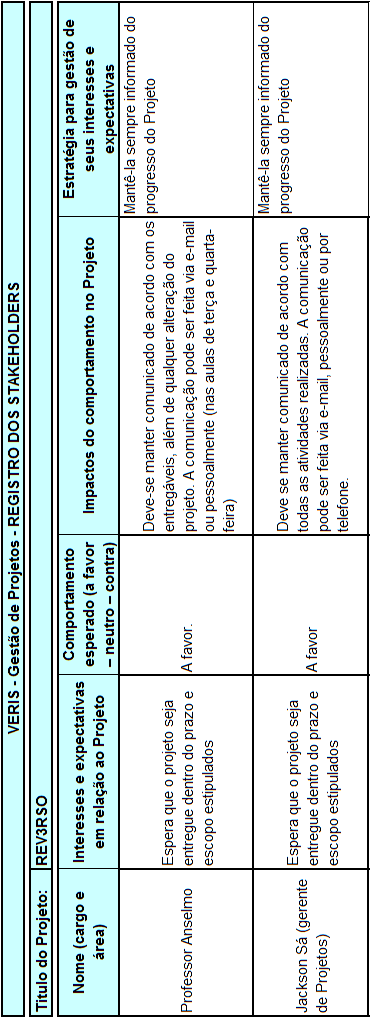 VERIS - Gestão de Projetos - REGISTRO DOS STAKEHOLDERS
Título do Projeto: REV3RSO
Nome (cargo e
área)
Interesses e expectativas
em relação ao Projeto
Comportamento
esperado (a favor
– neutro – contra)
Impactos do comportamento no Projeto
Estratégia para gestão de
seus interesses e
expectativas
Professor Anselmo
Espera que o projeto seja
entregue dentro do prazo e
escopo estipulados
A favor.
Deve-se manter comunicado de acordo com os
entregáveis, além de qualquer alteração do
projeto. A comunicação pode ser feita via e-mail
ou pessoalmente (nas aulas de terça e quarta-
feira)
Mantê-la sempre informado do
progresso do Projeto
Jackson Sá (gerente
de Projetos)
Espera que o projeto seja
entregue dentro do prazo e
escopo estipulados
A favor
Deve se manter comunicado de acordo com
todas as atividades realizadas. A comunicação
pode ser feita via e-mail, pessoalmente ou por
telefone.
Mantê-la sempre informado do
progresso do Projeto